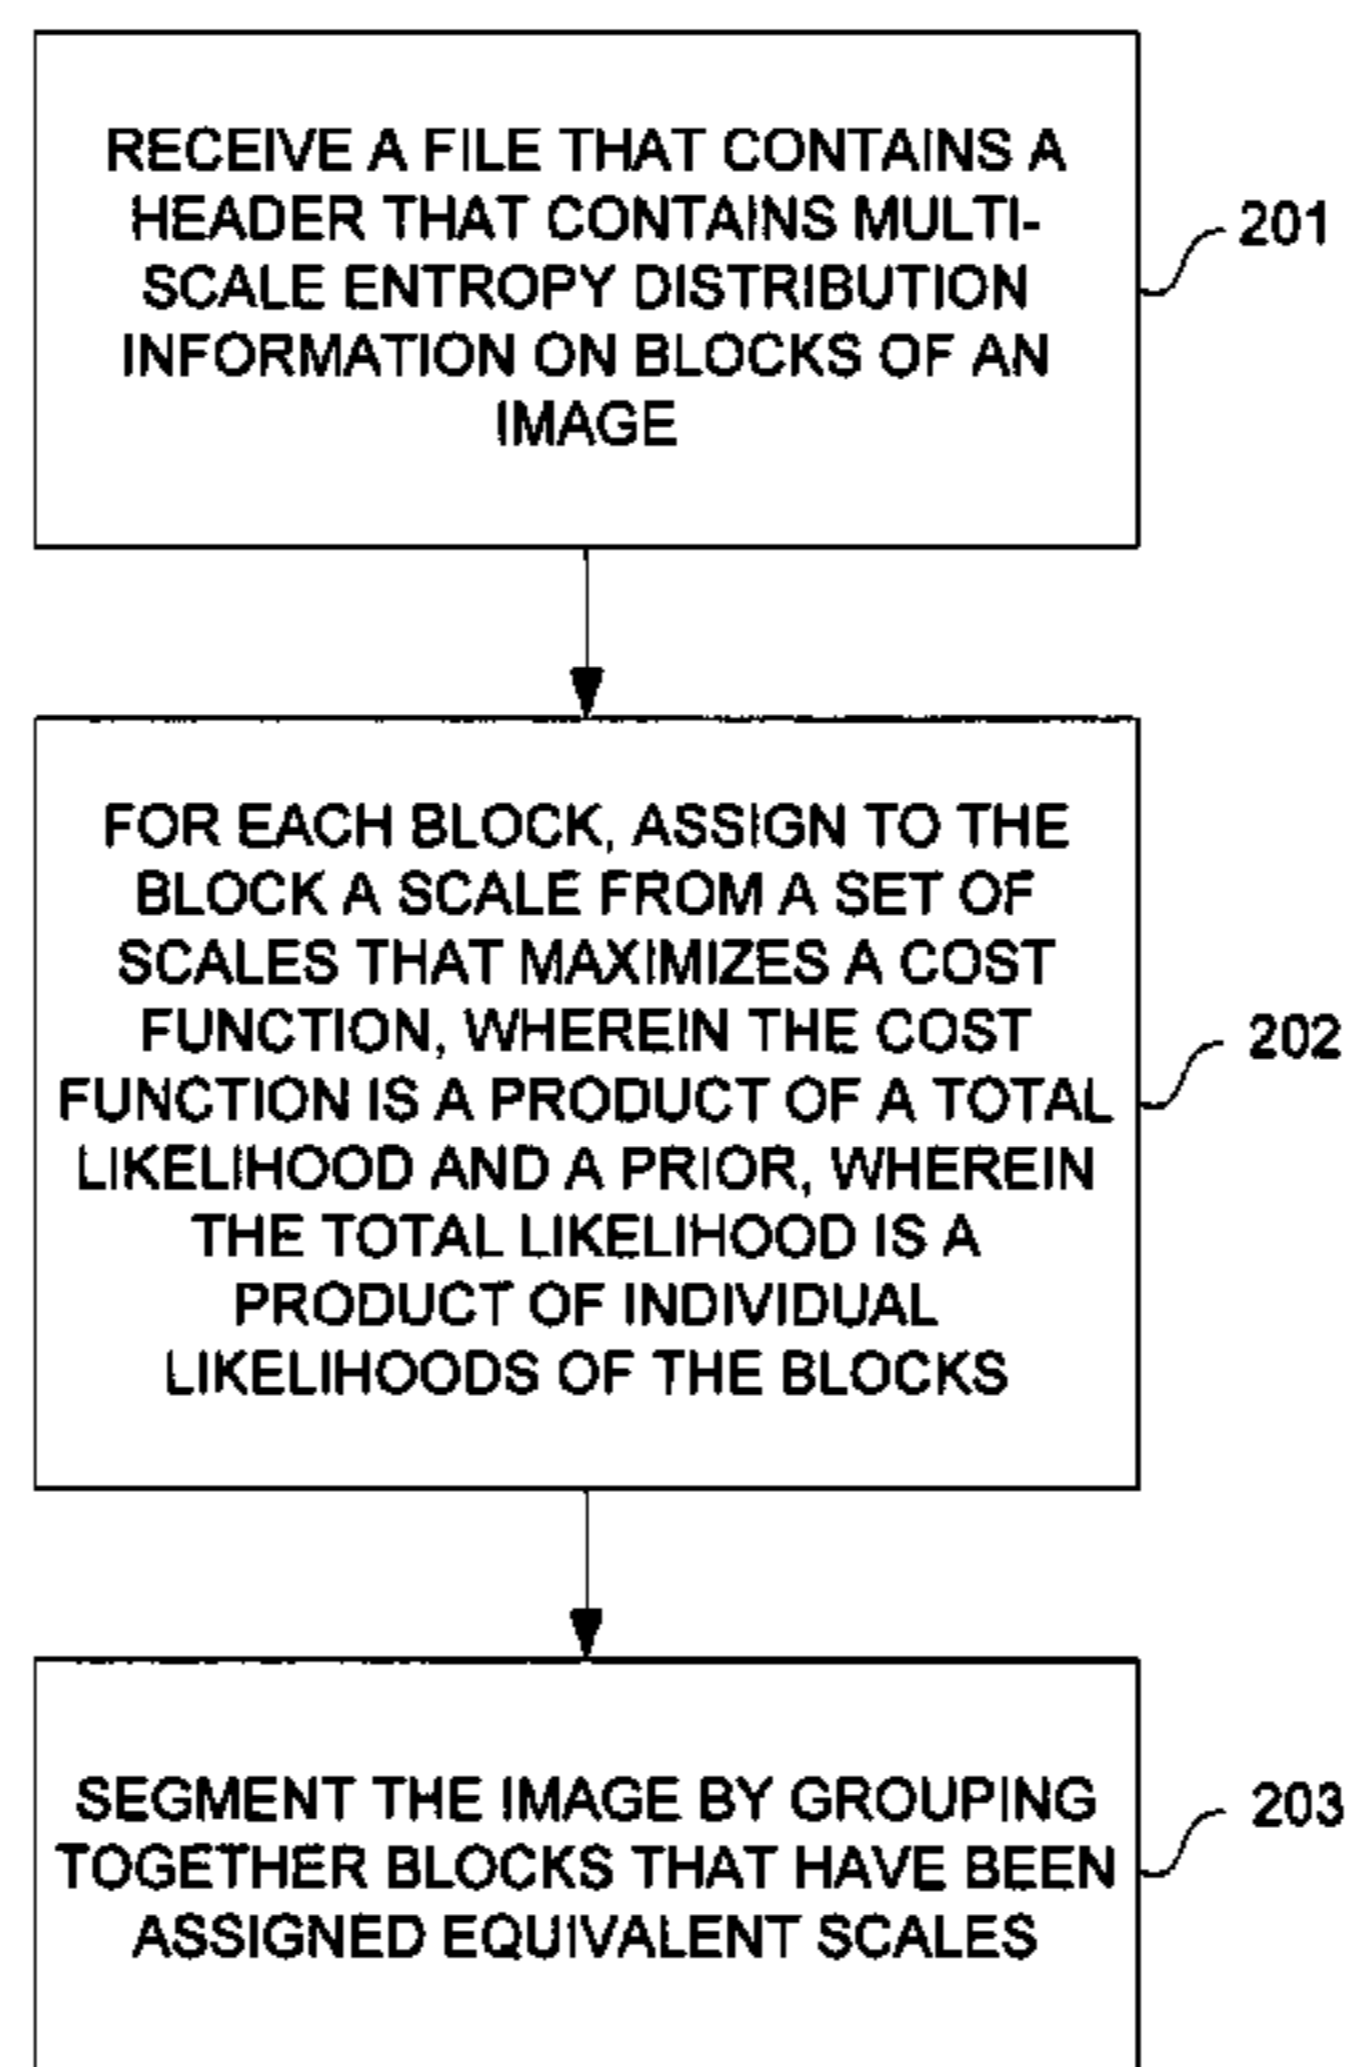 RECEIVE A FILE THAT CONTAINS A
HEADER THAT CONTAINS MULTI-
SCALE ENTROPY DISTRIBUTION
INFORMATION ON BLOCKS OF AN
IMAGE
201
FOR EACH BLOCK, ASSIGN TO THE
BLOCK A SCALE FROM A SET OF
SCALES THAT MAXIMIZES A COST
FUNCTION, WHEREIN THE COST
FUNCTION IS A PRODUCT OF A TOTAL
LIKELIHOOD AND A PRIOR, WHEREIN
THE TOTAL LIKELIHOOD IS A
PRODUCT OF INDIVIDUAL
LIKELIHOODS OF THE BLOCKS
202
SEGMENT THE IMAGE BY GROUPING
TOGETHER BLOCKS THAT HAVE BEEN
ASSIGNED EQUIVALENT SCALES
203